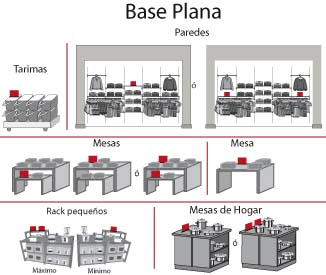 Base Plana
Paredes
Tarimas
ó
Mesas
Mesa
ó
Rack pequeños
Mesas de Hogar
ó
Máximo
Mínimo